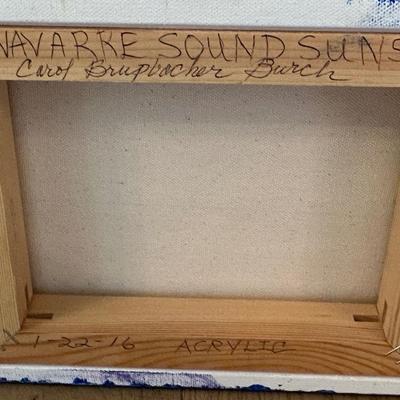 NAVARRE SOUND SUNS
Carol Brupbacher Burch
1-22-16 ACRYLIC